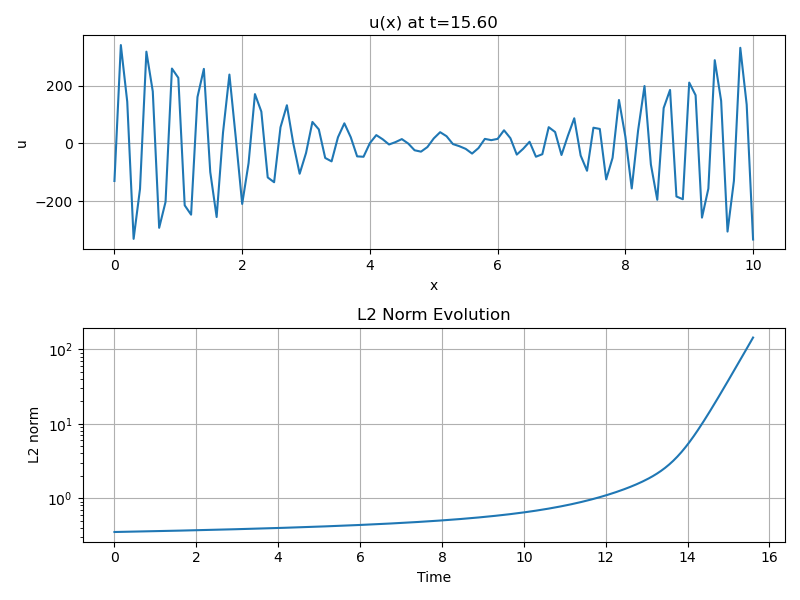 u(x) at t=15.60
200
0
−200
u
0 2 4 6 8 10
x
L2 Norm Evolution
10²
10¹
10⁰
L2 norm
0 2 4 6 8 10 12 14 16
Time